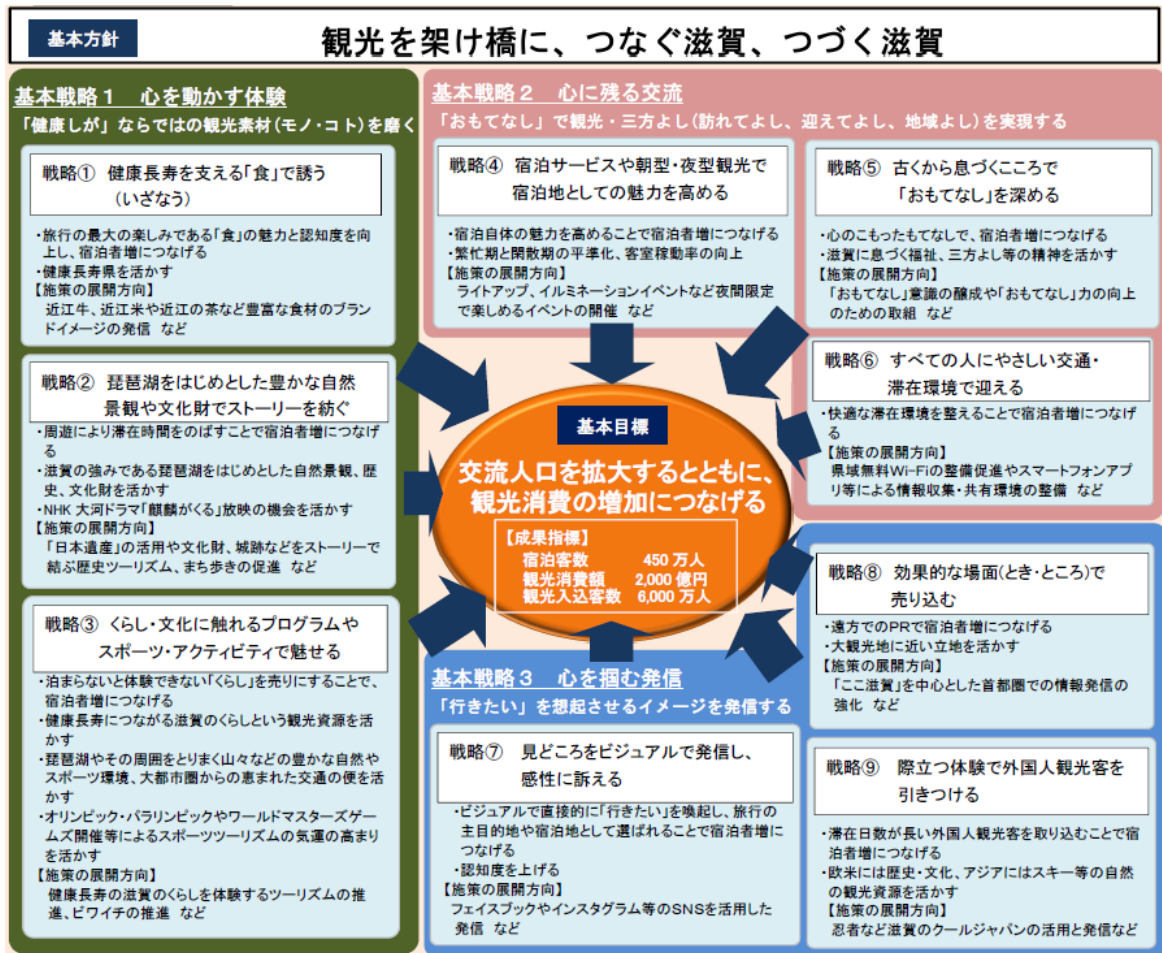 基本方針
観光を架け橋に、つなぐ滋賀、つづく滋賀
基本戦略1 心を動かす体験
「健康しが」ならではの観光素材(モノ・コト)を磨く
戦略① 健康長寿を支える「食」で誘う
(いざなう)
・旅行の最大の楽しみである「食」の魅力と認知度を向
上し、宿泊者増につなげる
・健康長寿県を活かす
【施策の展開方向】
近江牛、近江米や近江の茶など豊富な食材のブラン
ドイメージの発信 など
戦略② 琵琶湖をはじめとした豊かな自然
景観や文化財でストーリーを紡ぐ
・周遊により滞在時間をのばすことで宿泊者増につなげ
る
・滋賀の強みである琵琶湖をはじめとした自然景観、歴
史、文化財を活かす
・NHK 大河ドラマ「麒麟がくる」放映の機会を活かす
【施策の展開方向】
「日本遺産」の活用や文化財、城跡などをストーリーで
結ぶ歴史ツーリズム、まち歩きの促進 など
戦略③ くらし・文化に触れるプログラムや
スポーツ・アクティビティで魅せる
・泊まらないと体験できない「くらし」を売りにすることで、
宿泊者増につなげる
・健康長寿につながる滋賀のくらしという観光資源を活
かす
・琵琶湖やその周囲をとりまく山々などの豊かな自然や
スポーツ環境、大都市圏からの恵まれた交通の便を活
かす
・オリンピック・パラリンピックやワールドマスターズゲー
ムズ開催等によるスポーツツーリズムの気運の高まり
を活かす
【施策の展開方向】
健康長寿の滋賀のくらしを体験するツーリズムの推
進、ビワイチの推進 など
基本戦略2 心に残る交流
「おもてなし」で観光・三方よし(訪れてよし、迎えてよし、地域よし)を実現する
戦略④ 宿泊サービスや朝型・夜型観光で
宿泊地としての魅力を高める
・宿泊自体の魅力を高めることで宿泊者増につなげる
・繁忙期と閑散期の平準化、客室稼動率の向上
【施策の展開方向】
ライトアップ、イルミネーションイベントなど夜間限定
で楽しめるイベントの開催 など
戦略⑤ 古くから息づくこころで
「おもてなし」を深める
・心のこもったもてなしで、宿泊者増につなげる
・滋賀に息づく福祉、三方よし等の精神を活かす
【施策の展開方向】
「おもてなし」意識の醸成や「おもてなし」力の向上
のための取組 など
戦略⑥ すべての人にやさしい交通・
滞在環境で迎える
・快適な滞在環境を整えることで宿泊者増につなげ
る
【施策の展開方向】
県域無料Wi-Fiの整備促進やスマートフォンアプ
リ等による情報収集・共有環境の整備 など
基本目標
交流人口を拡大するとともに、
観光消費の増加につなげる
【成果指標】
宿泊客数 450 万人
観光消費額 2,000 億円
観光入込客数 6,000 万人
基本戦略3 心を掴む発信
「行きたい」を想起させるイメージを発信する
戦略⑦ 見どころをビジュアルで発信し、
感性に訴える
・ビジュアルで直接的に「行きたい」を喚起し、旅行の
主目的地や宿泊地として選ばれることで宿泊者増に
つなげる
・認知度を上げる
【施策の展開方向】
フェイスブックやインスタグラム等のSNSを活用した
発信 など
戦略⑧ 効果的な場面(とき・ところ)で
売り込む
・遠方でのPRで宿泊者増につなげる
・大観光地に近い立地を活かす
【施策の展開方向】
「ここ滋賀」を中心とした首都圏での情報発信の
強化 など
戦略⑨ 際立つ体験で外国人観光客を
引きつける
・滞在日数が長い外国人観光客を取り込むことで宿
泊者増につなげる
・欧米には歴史・文化、アジアにはスキー等の自然
の観光資源を活かす
【施策の展開方向】
忍者など滋賀のクールジャパンの活用と発信など